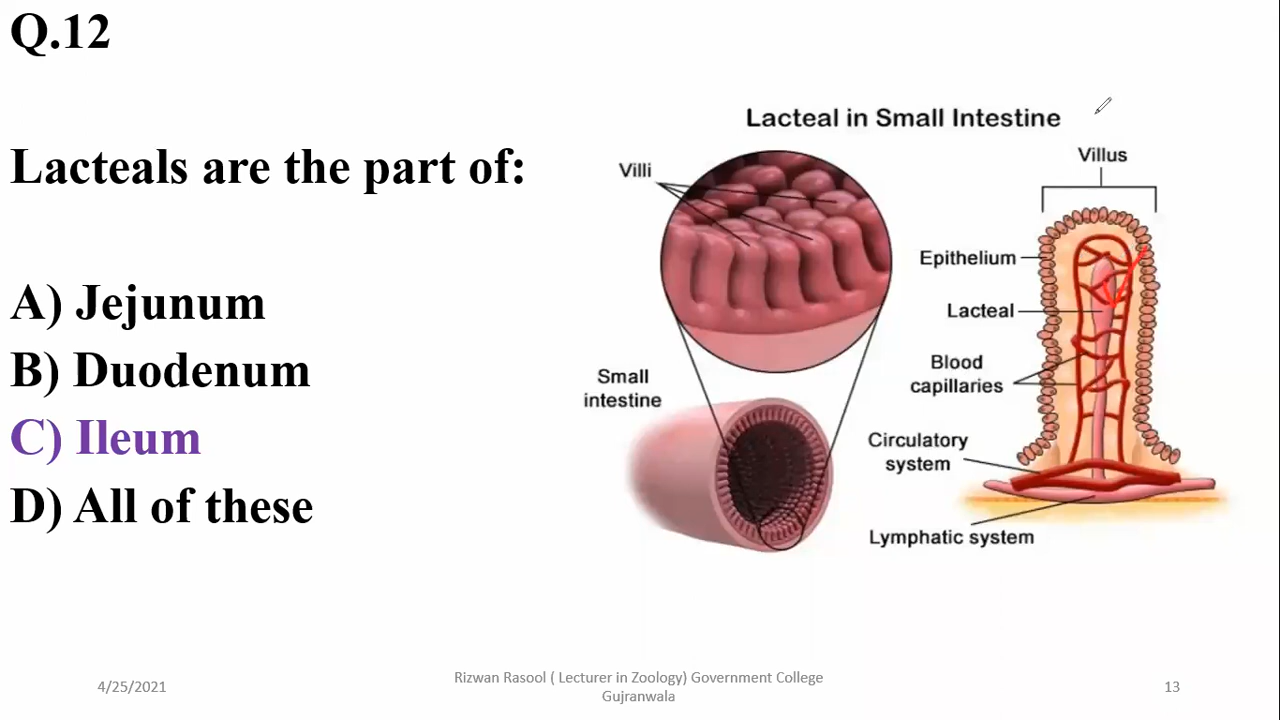 Q.12
Lacteals are the part of:
A) Jejunum
B) Duodenum
C) Ileum
D) All of these
Lacteal in Small Intestine
Villi
Villus
Epithelium
Lacteal
Blood
capillaries
Small
intestine
Circulatory
system
Lymphatic system
4/25/2021
Rizwan Rasool ( Lecturer in Zoology) Government College
Gujranwala
13